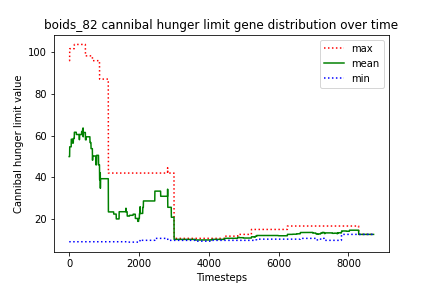 boids_82 cannibal hunger limit gene distribution over time
max
mean
min
Cannibal hunger limit value
100
80
60
40
20
0
2000
4000
6000
8000
Timesteps